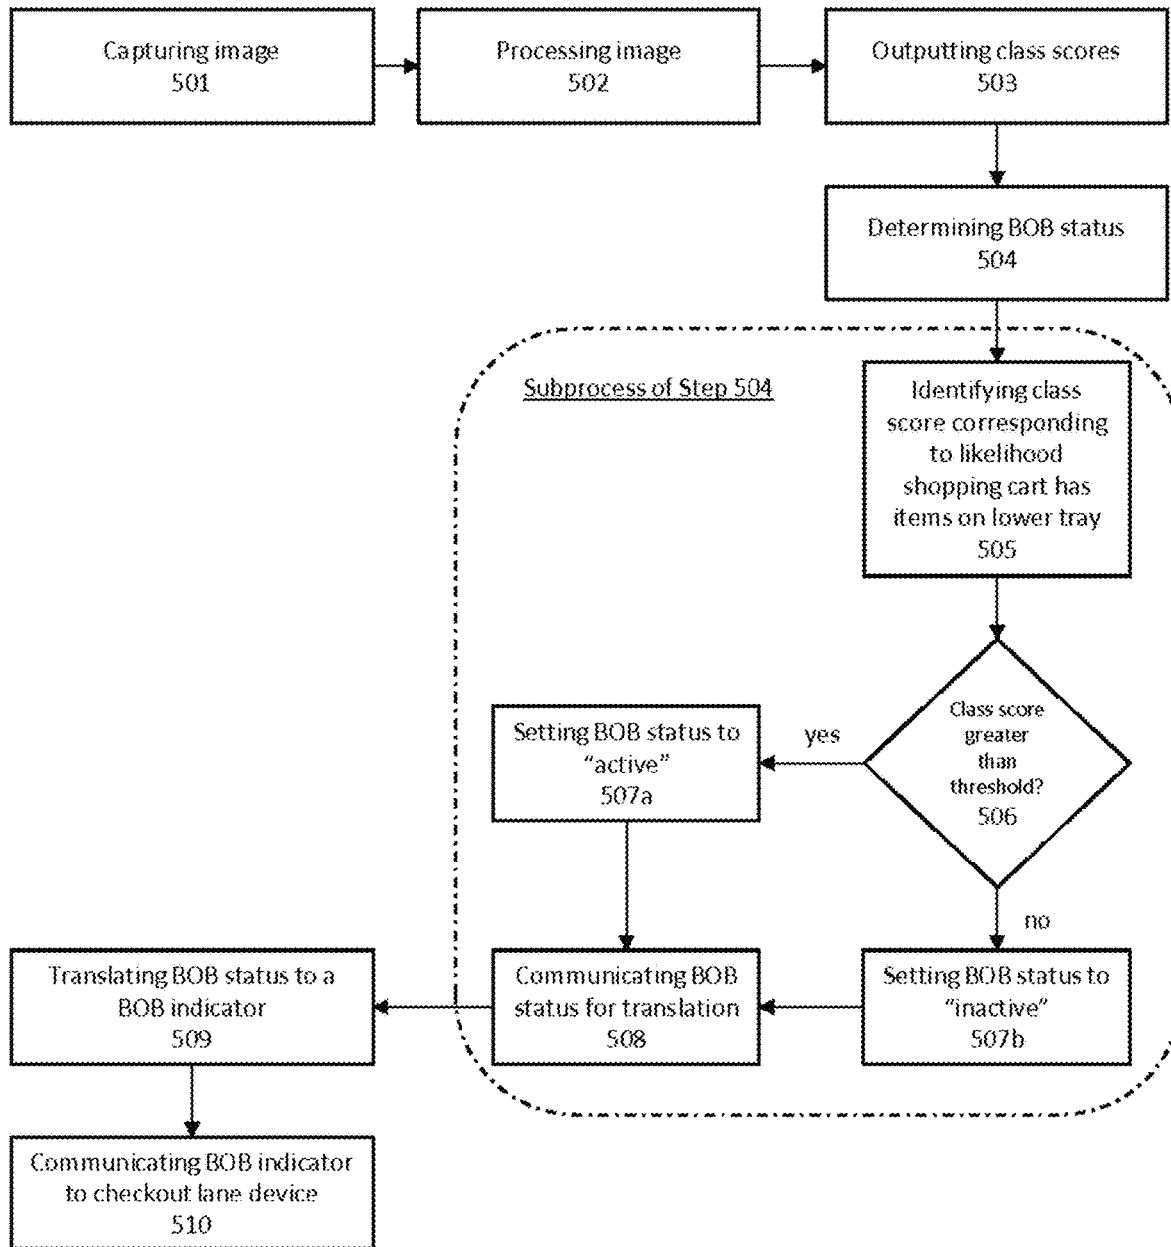 Capturing image
501
Processing image
502
Outputting class scores
503
Determining BOB status
504
Subprocess of Step 504
Identifying class
score corresponding
to likelihood
shopping cart has
items on lower tray
505
Class score
greater
than
threshold?
506
yes
Setting BOB status to
“active”
507a
no
Setting BOB status to
“inactive”
507b
Communicating BOB
status for translation
508
Translating BOB status to a
BOB indicator
509
Communicating BOB indicator
to checkout lane device
510